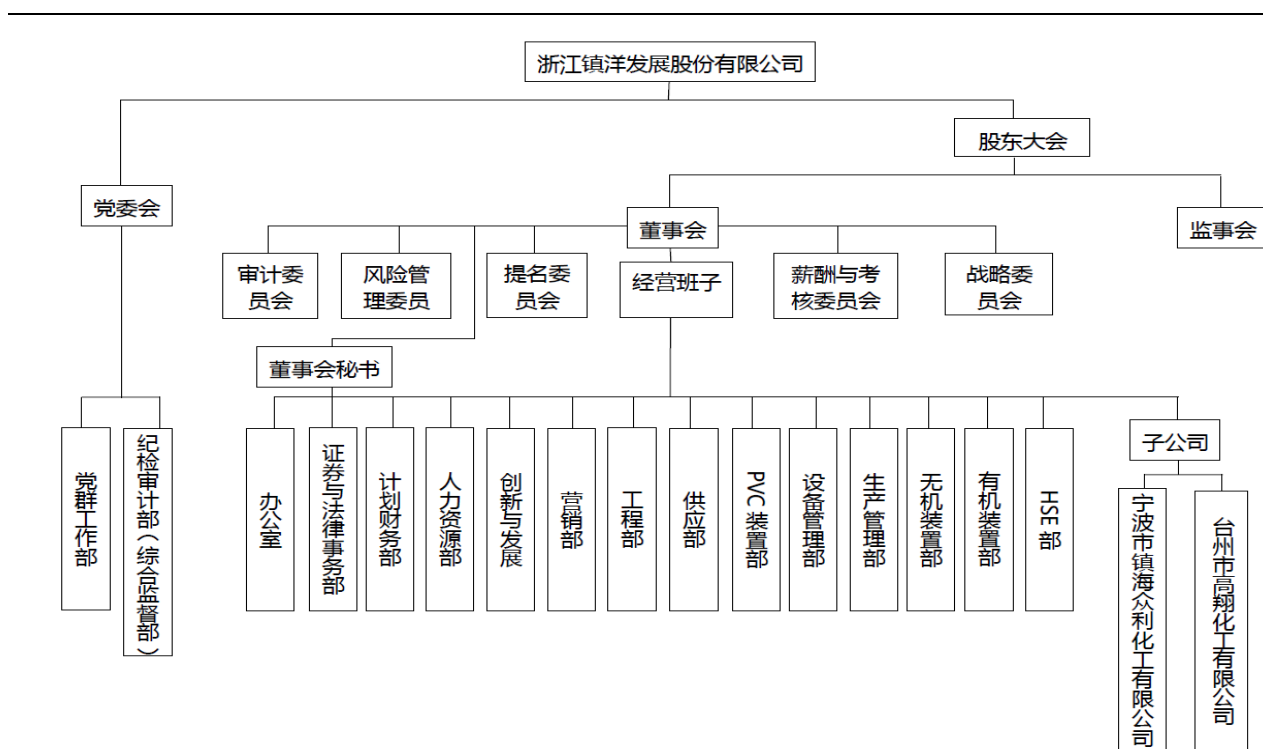 浙江镇洋发展股份有限公司
股东大会
党委会
董事会
监事会
审计委
员会
风险管
理委员
提名委
员会
经营班子
薪酬与考
核委员会
战略委
员会
董事会秘书
党群工作部
纪检审计部（综合监督部）
办公室
证券与法律事务部
计划财务部
人力资源部
创新与发展
营销部
工程部
供应部
PVC 装置部
设备管理部
生产管理部
无机装置部
有机装置部
HSE 部
子公司
宁波市镇海众利化工有限公司
台州市高翔化工有限公司